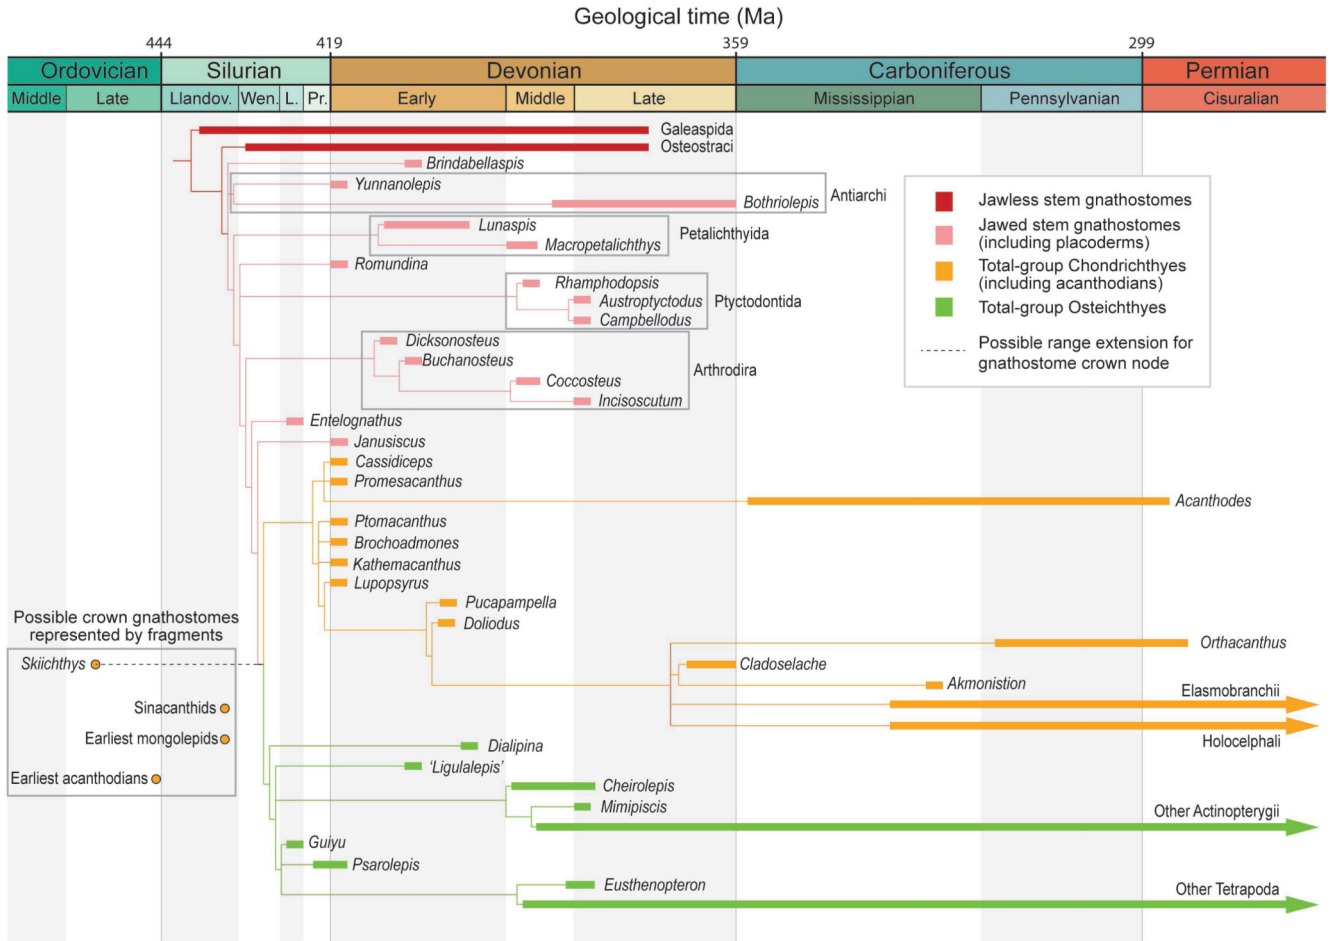 Geological time (Ma)
444 419 359 299
Ordovician Silurian Devonian Carboniferous Permian
Middle Late Llandov. Wen. L. Pr. Early Middle Late Mississippian Pennsylvanian Cisuralian
Galeaspida
Osteostraci
Brindabellaspis
Yunnanolepis
Antiarchi
Bothriolepis
Lunaspis
Petalichthyida
Macropetalichthys
Romundina
Rhamphodopsis
Austroptyctodus
Ptyctodontida
Campbellodus
Dicksonosteus
Buchanosteus
Arthrodira
Coccosteus
Incisoscutum
Entelognathus
Janusiscus
Cassidiceps
Promesacanthus
Acanthodes
Ptomacanthus
Brochoadmones
Kathemacanthus
Lupopsyrus
Pucapampella
Doliodus
Orthacanthus
Cladoselache
Akmonistion
Elasmobranchii
Holocelphali
Dialipina
‘Ligulalepis’
Cheirolepis
Mimipiscis
Other Actinopterygii
Guiyu
Psarolepis
Eusthenopteron
Other Tetrapoda
Jawless stem gnathostomes
Jawed stem gnathostomes
(including placoderms)
Total-group Chondrichthyes
(including acanthodians)
Total-group Osteichthyes
Possible range extension for
gnathostome crown node
Possible crown gnathostomes
represented by fragments
Skiichthys
Sinacanthids
Earliest mongolepids
Earliest acanthodians